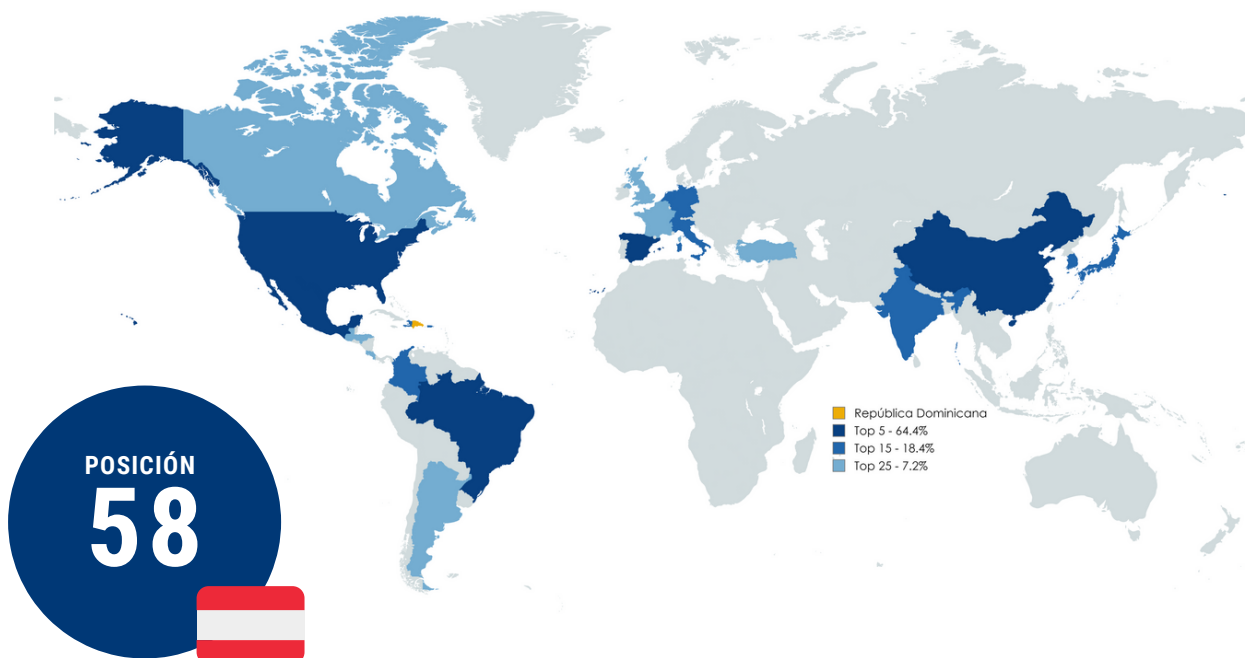 República Dominicana
Top 5 - 64.4%
Top 15 - 18.4%
Top 25 - 7.2%
POSICIÓN
58